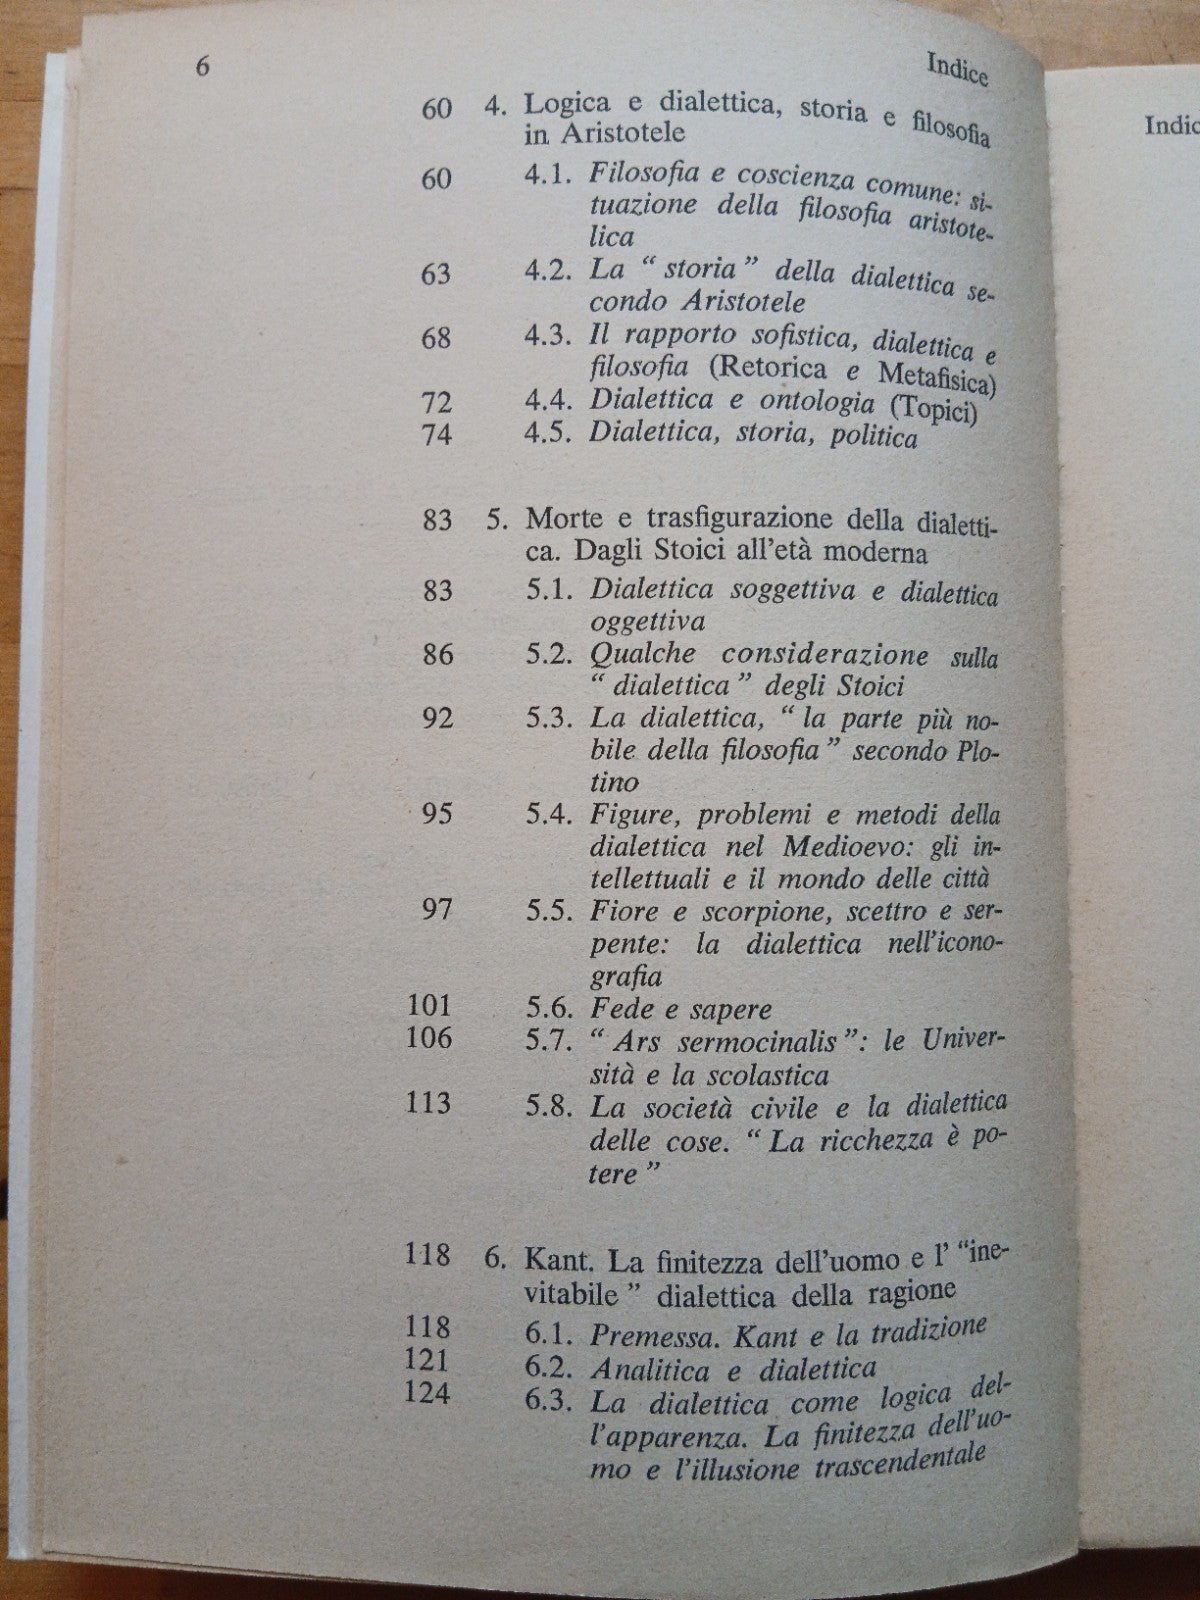 6 Indice
60 4. Logica e dialettica, storia e filosofia
in Aristotele
60 4.1. Filosofia e coscienza comune: si-
tuazione della filosofia aristote-
lica
63 4.2. La “ storia ” della dialettica se-
condo Aristotele
68 4.3. Il rapporto sofistica, dialettica e
filosofia (Retorica e Metafisica)
72 4.4. Dialettica e ontologia (Topici)
74 4.5. Dialettica, storia, politica
83 5. Morte e trasfigurazione della dialetti-
ca. Dagli Stoici all’età moderna
83 5.1. Dialettica soggettiva e dialettica
oggettiva
86 5.2. Qualche considerazione sulla
“ dialettica ” degli Stoici
92 5.3. La dialettica, “ la parte più no-
bile della filosofia ” secondo Plo-
tino
95 5.4. Figure, problemi e metodi della
dialettica nel Medioevo: gli in-
tellettuali e il mondo delle città
97 5.5. Fiore e scorpione, scettro e ser-
pente: la dialettica nell’icono-
grafia
101 5.6. Fede e sapere
106 5.7. “ Ars sermocinalis ”: le Univer-
sità e la scolastica
113 5.8. La società civile e la dialettica
delle cose. “ La ricchezza è po-
tere ”
118 6. Kant. La finitezza dell’uomo e l’ “ine-
vitabile ” dialettica della ragione
118 6.1. Premessa. Kant e la tradizione
121 6.2. Analitica e dialettica
124 6.3. La dialettica come logica del-
l’apparenza. La finitezza dell’uo-
mo e l’illusione trascendentale
Indic